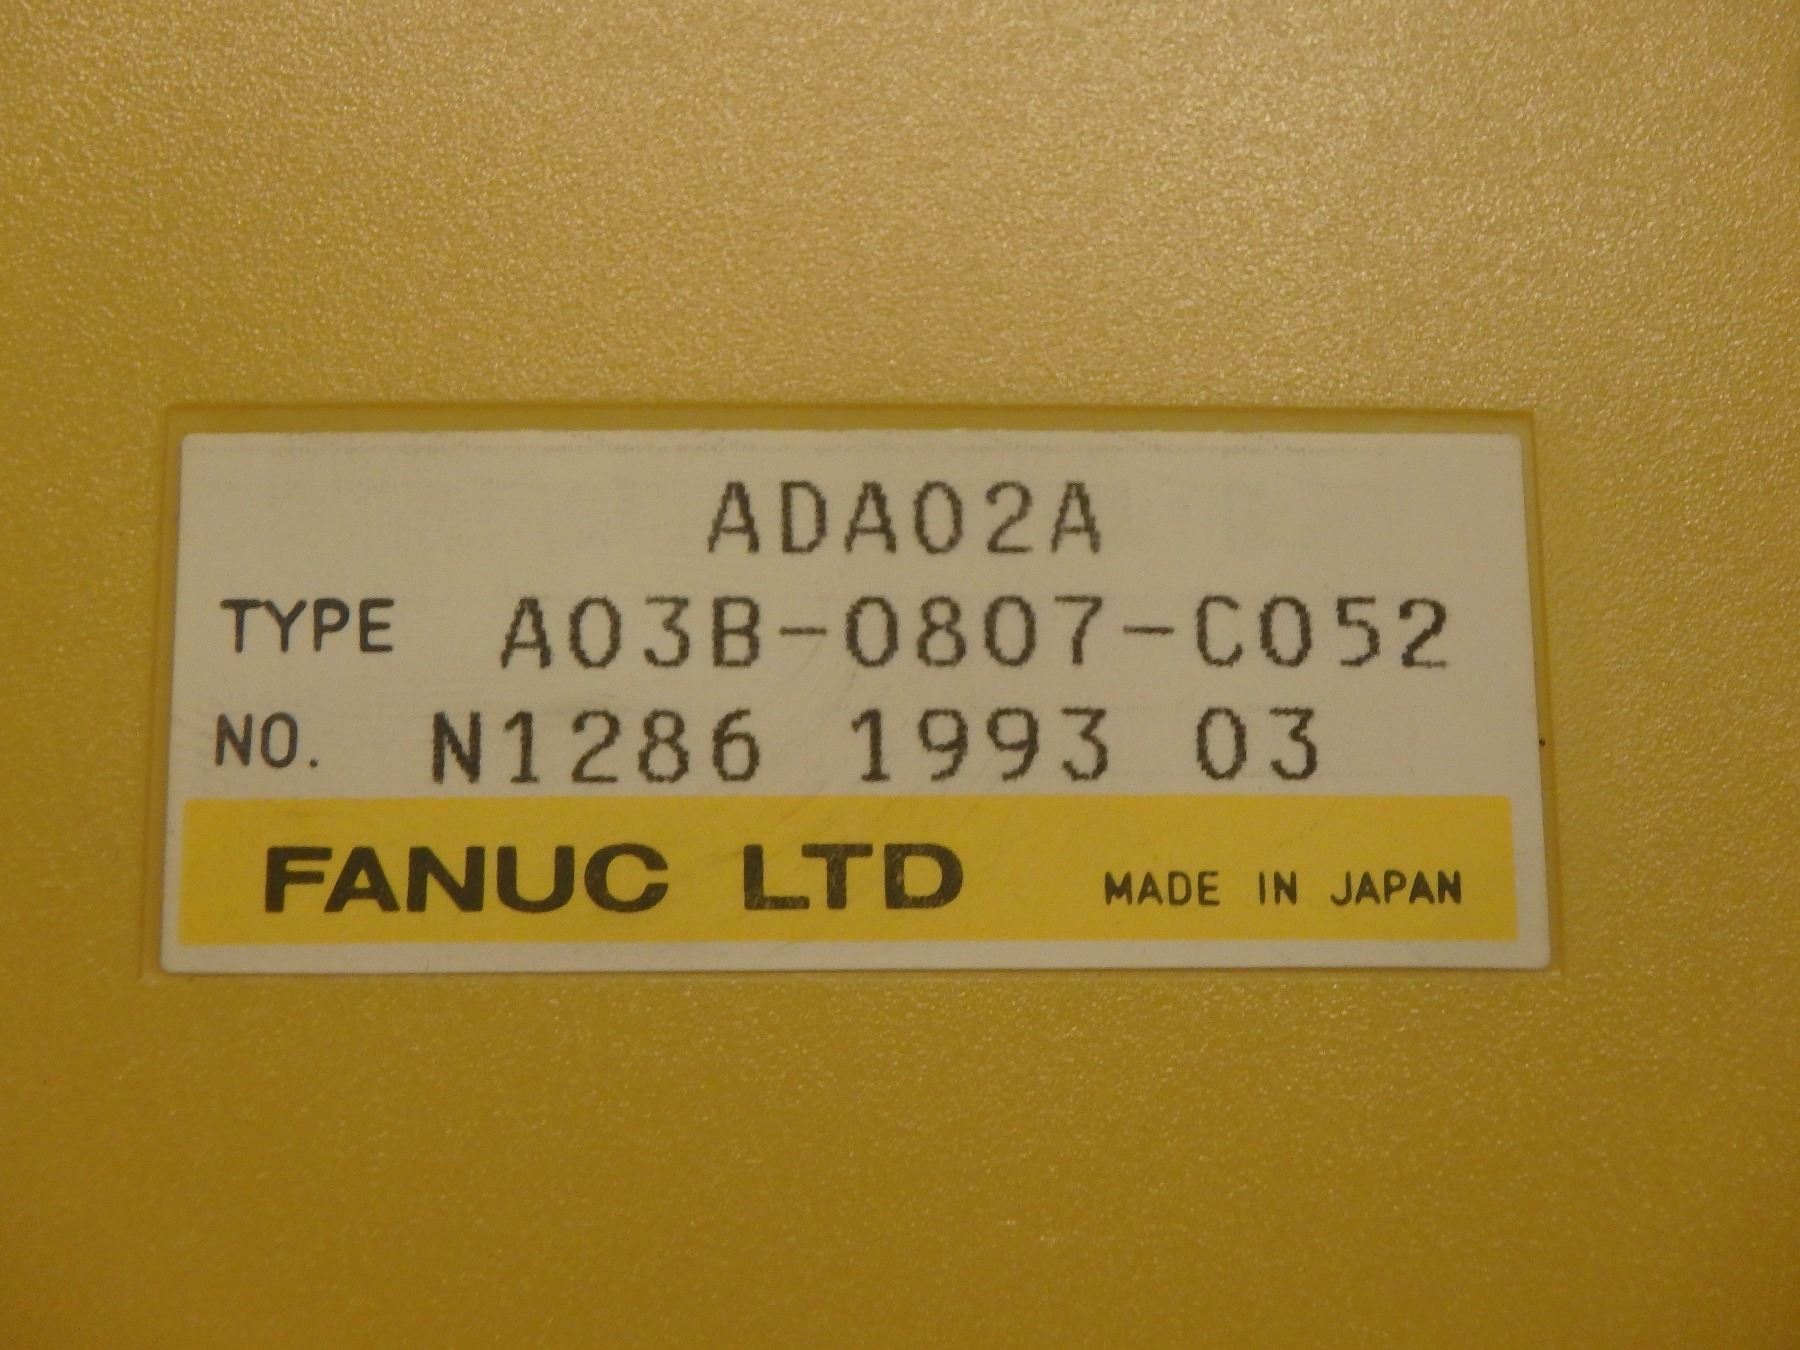 ADA02A
TYPE A03B-0807-C052
NO. N1286 1993 03
FANUC LTD MADE IN JAPAN